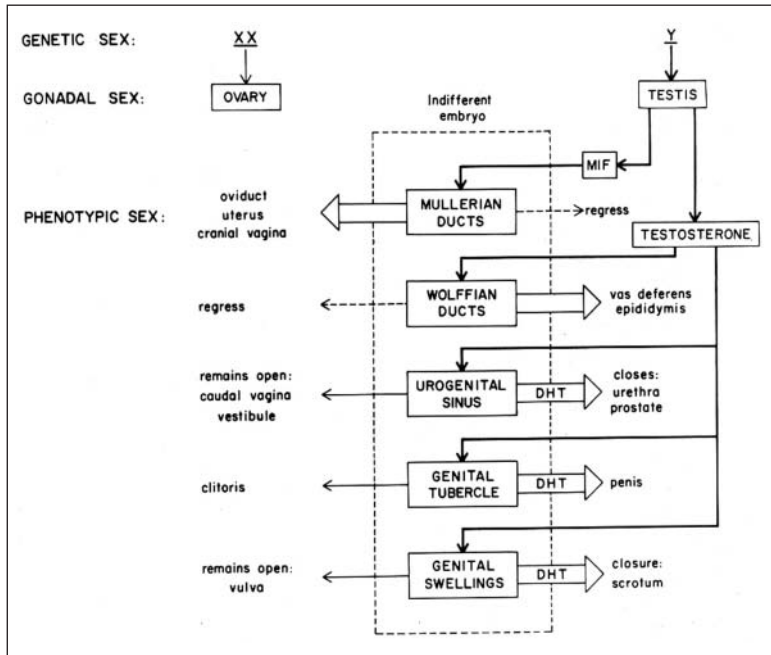 GENETIC SEX:
XX
Y
GONADAL SEX:
OVARY
TESTIS
Indifferent
embryo
MIF
PHENOTYPIC SEX:
oviduct
uterus
cranial vagina
MULLERIAN
DUCTS
regress
TESTOSTERONE
regress
WOLFFIAN
DUCTS
vas deferens
epididymis
remains open:
caudal vagina
vestibule
UROGENITAL
SINUS
DHT
closes:
urethra
prostate
clitoris
GENITAL
TUBERCLE
DHT
penis
remains open:
vulva
GENITAL
SWELLINGS
DHT
closure:
scrotum